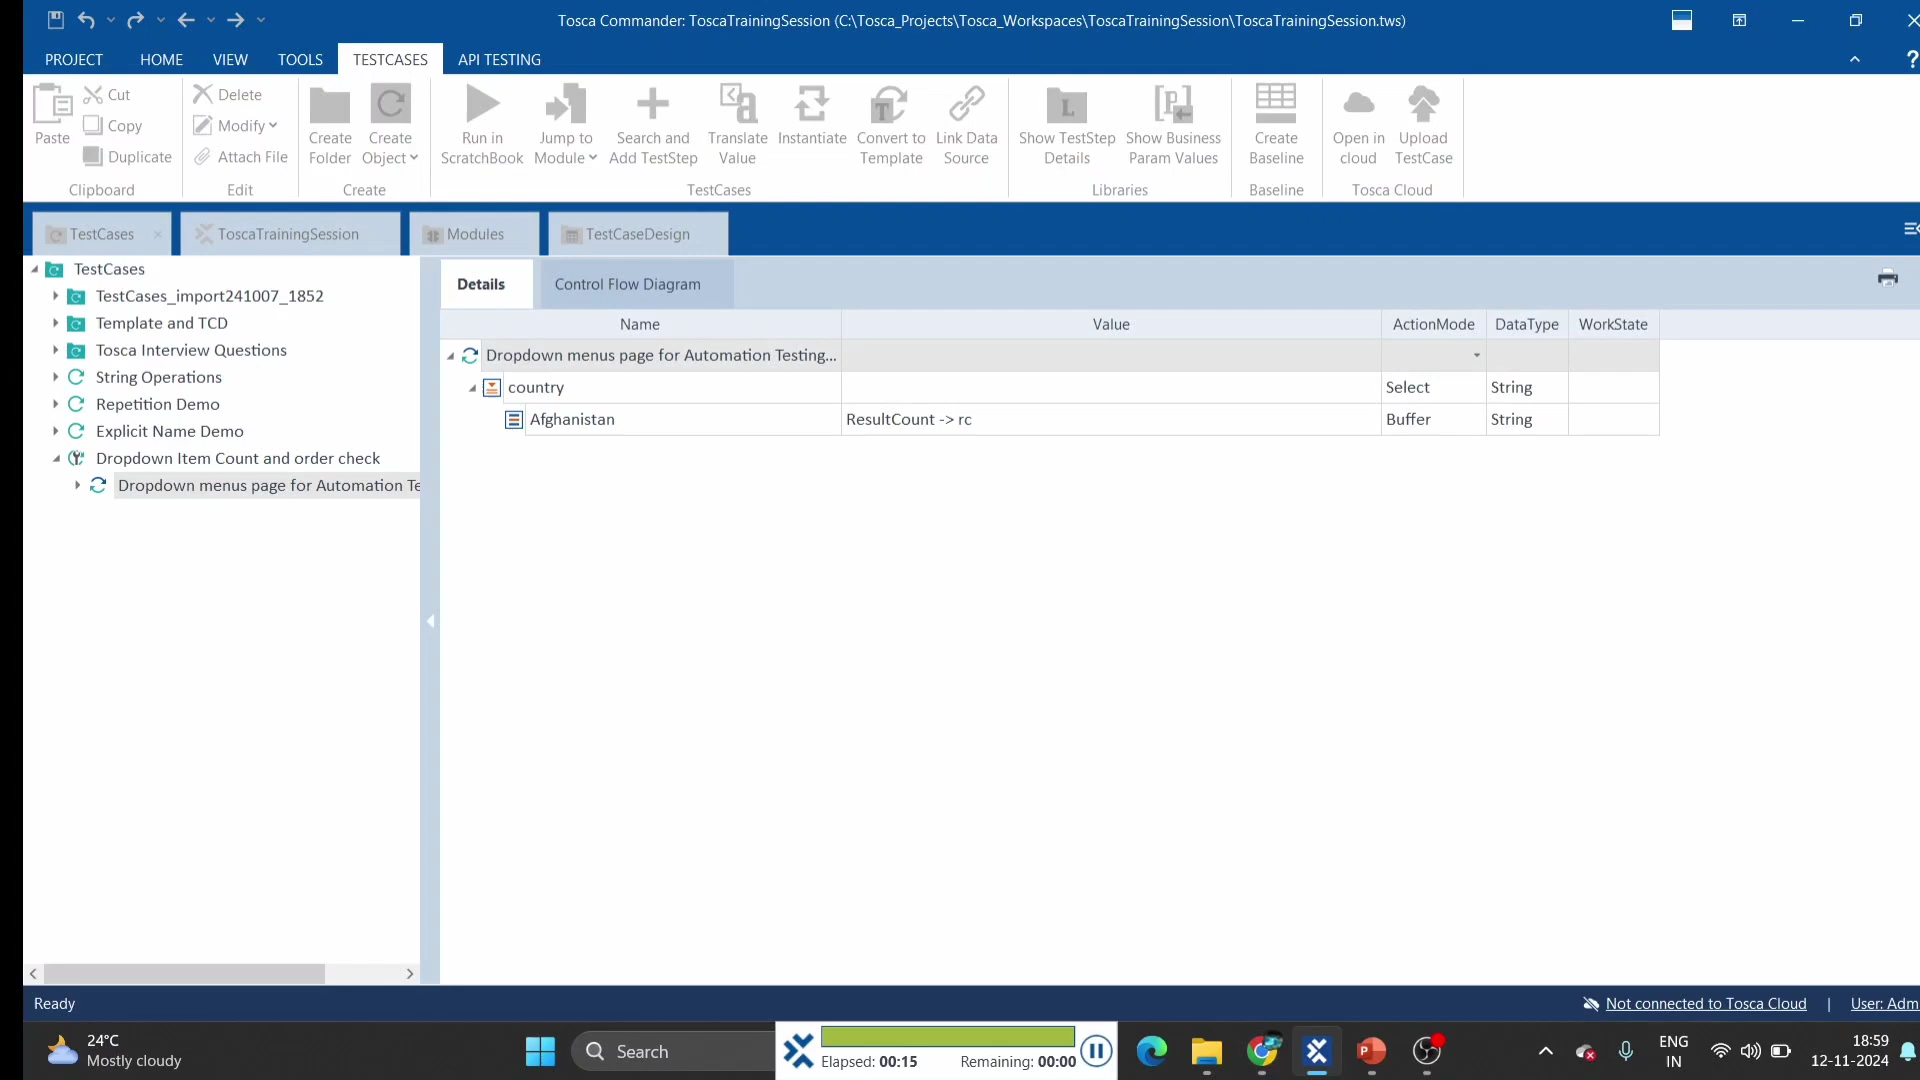 Tosca Commander: ToscaTrainingSession (C:\Tosca_Projects\Tosca_Workspaces\ToscaTrainingSession\ToscaTrainingSession.tws)
PROJECT HOME VIEW TOOLS TESTCASES API TESTING
Paste Cut Copy Duplicate
Clipboard
Delete Modify Attach File
Edit
Create Folder Create Object
Create
Run in ScratchBook Jump to Module Search and Add TestStep Translate Value Instantiate Convert to Template Link Data Source
TestCases
Show TestStep Details Show Business Param Values
Libraries
Create Baseline
Baseline
Open in cloud Upload TestCase
Tosca Cloud
TestCases ToscaTrainingSession Modules TestCaseDesign
TestCases
TestCases_import241007_1852
Template and TCD
Tosca Interview Questions
String Operations
Repetition Demo
Explicit Name Demo
Dropdown Item Count and order check
Dropdown menus page for Automation Te
Details Control Flow Diagram
Name Value ActionMode DataType WorkState
Dropdown menus page for Automation Testing...
country Select String
Afghanistan ResultCount -> rc Buffer String
Ready
Not connected to Tosca Cloud | User: Adm
24°C
Mostly cloudy
Search
Elapsed: 00:15 Remaining: 00:00
ENG
IN
18:59
12-11-2024